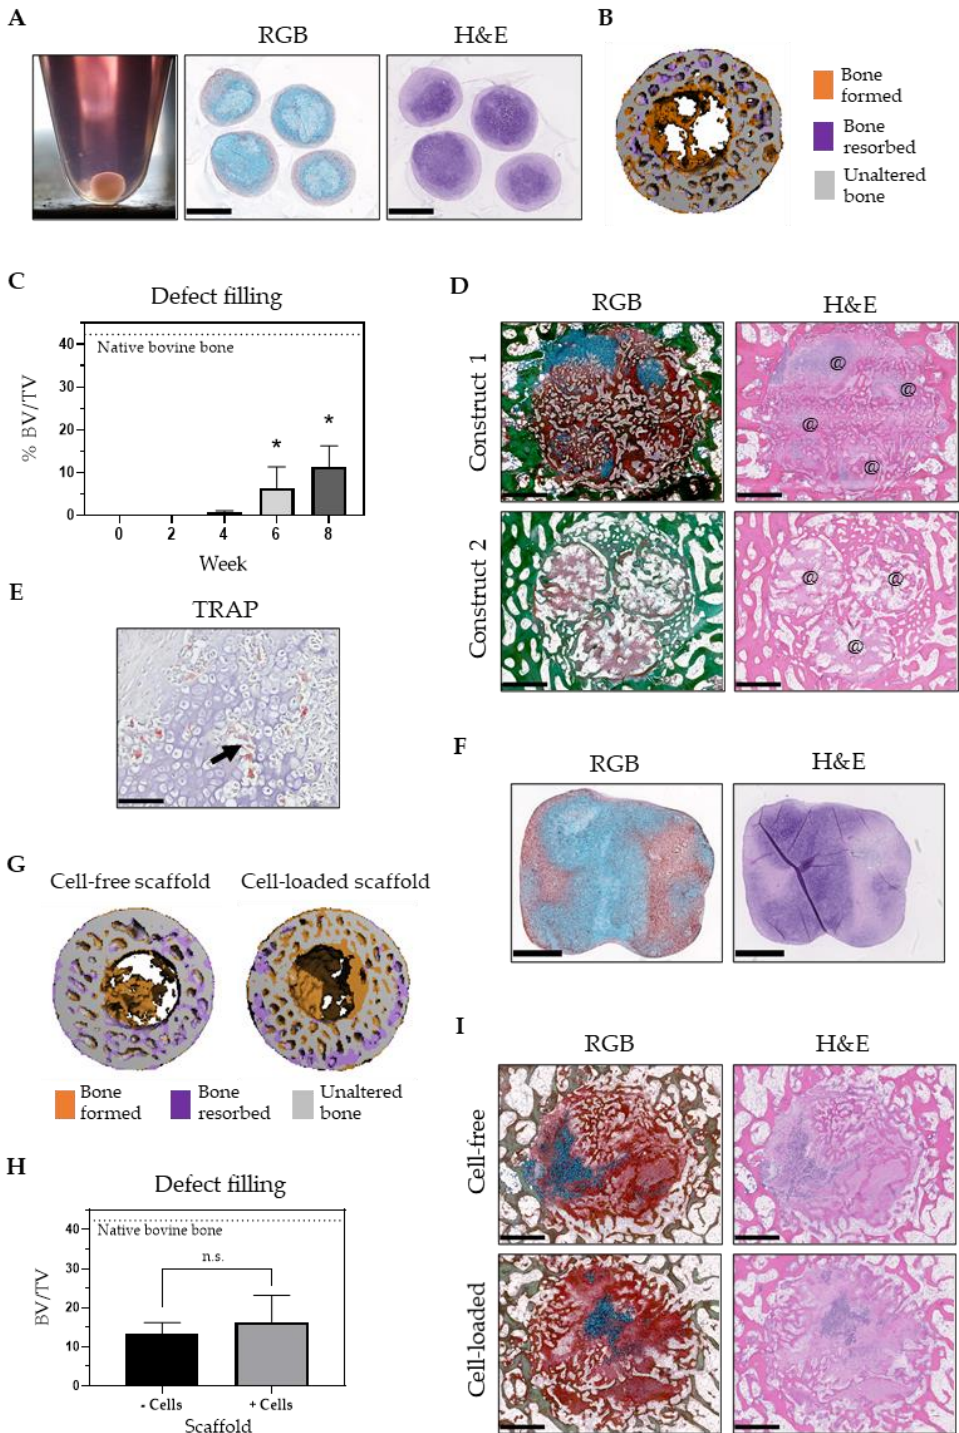 A
RGB
H&E
B
Bone
formed
Bone
resorbed
Unaltered
bone
C
Defect filling
Native bovine bone
% BV/TV
40
30
20
10
0
*
*
0 2 4 6 8
Week
D
RGB
H&E
Construct 1
@
@
@
@
Construct 2
@
@
@
E
TRAP
F
RGB
H&E
G
Cell-free scaffold
Cell-loaded scaffold
Bone
formed
Bone
resorbed
Unaltered
bone
H
Defect filling
Native bovine bone
BV/TV
40
30
20
10
0
n.s.
- Cells
+ Cells
Scaffold
I
RGB
H&E
Cell-free
Cell-loaded